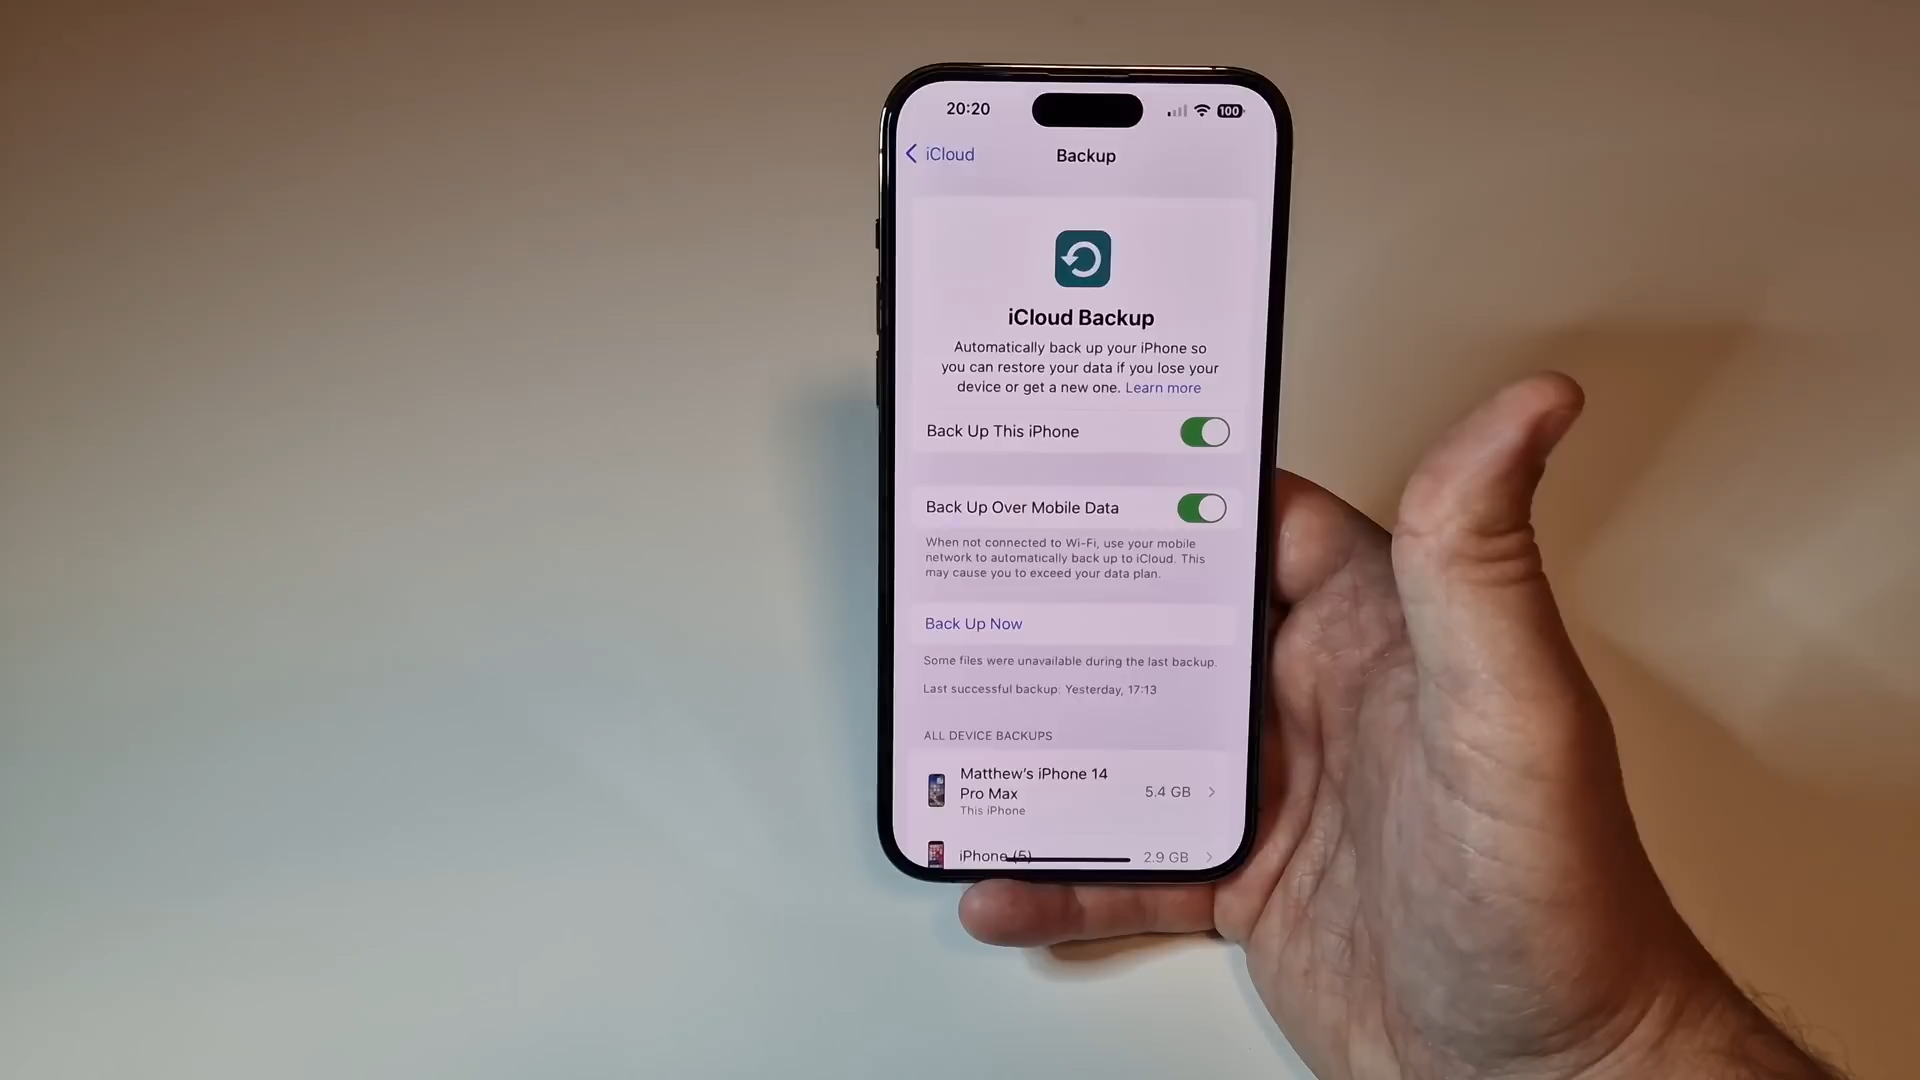 20:20
100
iCloud
Backup
iCloud Backup
Automatically back up your iPhone so
you can restore your data if you lose your
device or get a new one. Learn more
Back Up This iPhone
Back Up Over Mobile Data
When not connected to Wi-Fi, use your mobile
network to automatically back up to iCloud. This
may cause you to exceed your data plan.
Back Up Now
Some files were unavailable during the last backup.
Last successful backup: Yesterday, 17:13
ALL DEVICE BACKUPS
Matthew's iPhone 14
Pro Max
5.4 GB
This iPhone
iPhone (5)
2.9 GB